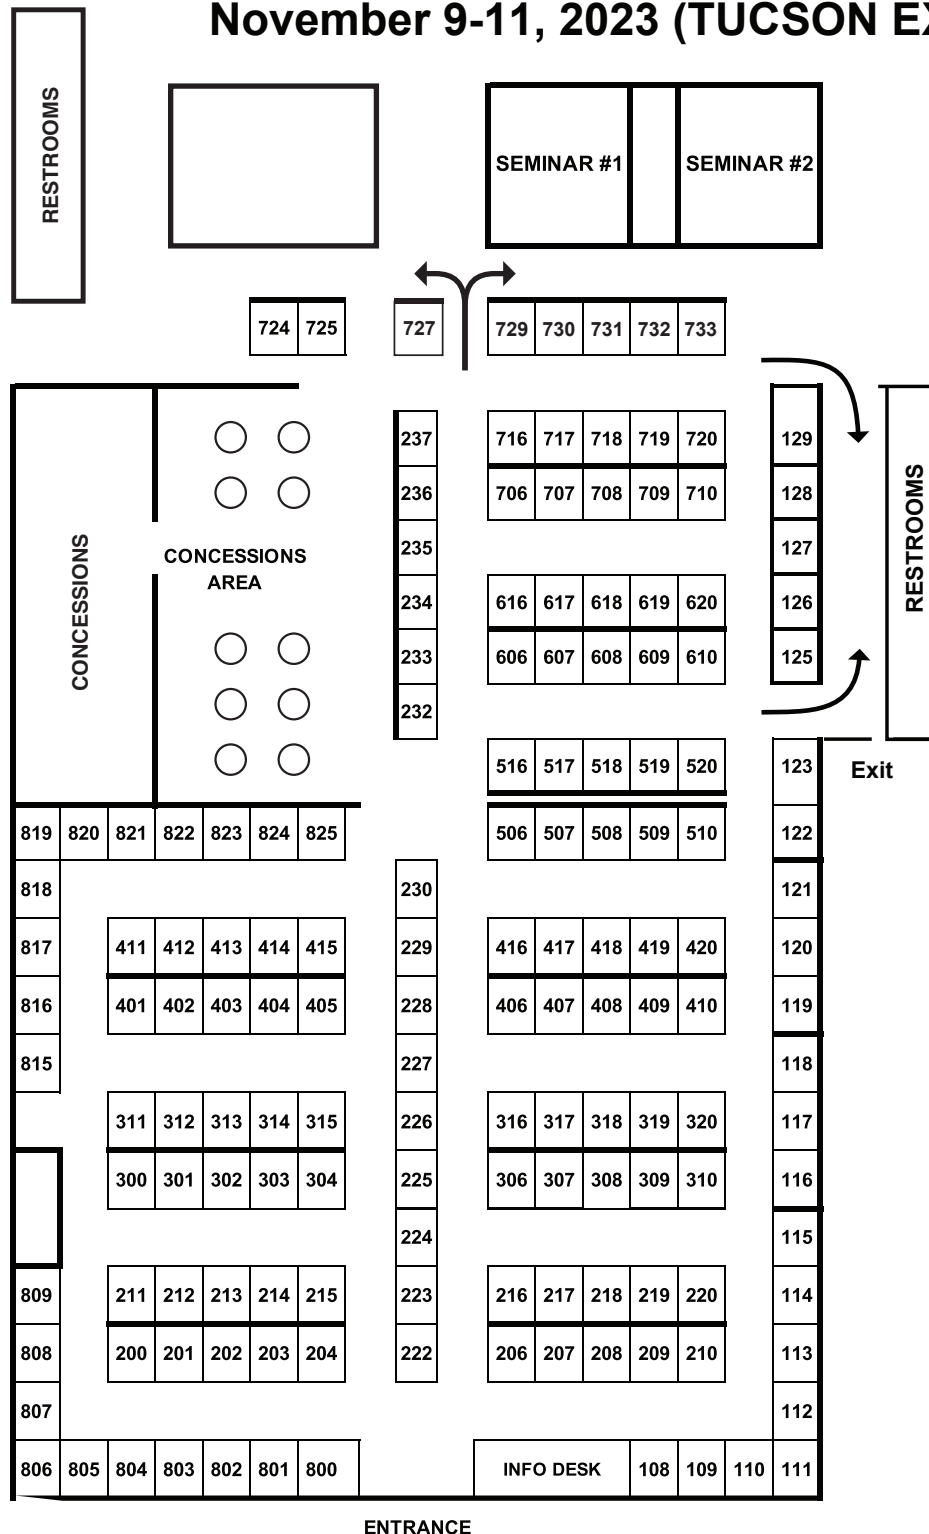 November 9-11, 2023 (TUCSON EX
RESTROOMS
SEMINAR #1 SEMINAR #2
724 725 727 729 730 731 732 733
237 716 717 718 719 720 129
236 706 707 708 709 710 128
RESTROOMS
CONCESSIONS
CONCESSIONS
AREA
235 127
234 616 617 618 619 620 126
233 606 607 608 609 610 125
232
516 517 518 519 520 123
Exit
819 820 821 822 823 824 825 506 507 508 509 510 122
818 230 121
817 411 412 413 414 415 229 416 417 418 419 420 120
816 401 402 403 404 405 228 406 407 408 409 410 119
815 227 118
311 312 313 314 315 226 316 317 318 319 320 117
300 301 302 303 304 225 306 307 308 309 310 116
224 115
809 211 212 213 214 215 223 216 217 218 219 220 114
808 200 201 202 203 204 222 206 207 208 209 210 113
807 112
806 805 804 803 802 801 800 INFO DESK 108 109 110 111
ENTRANCE